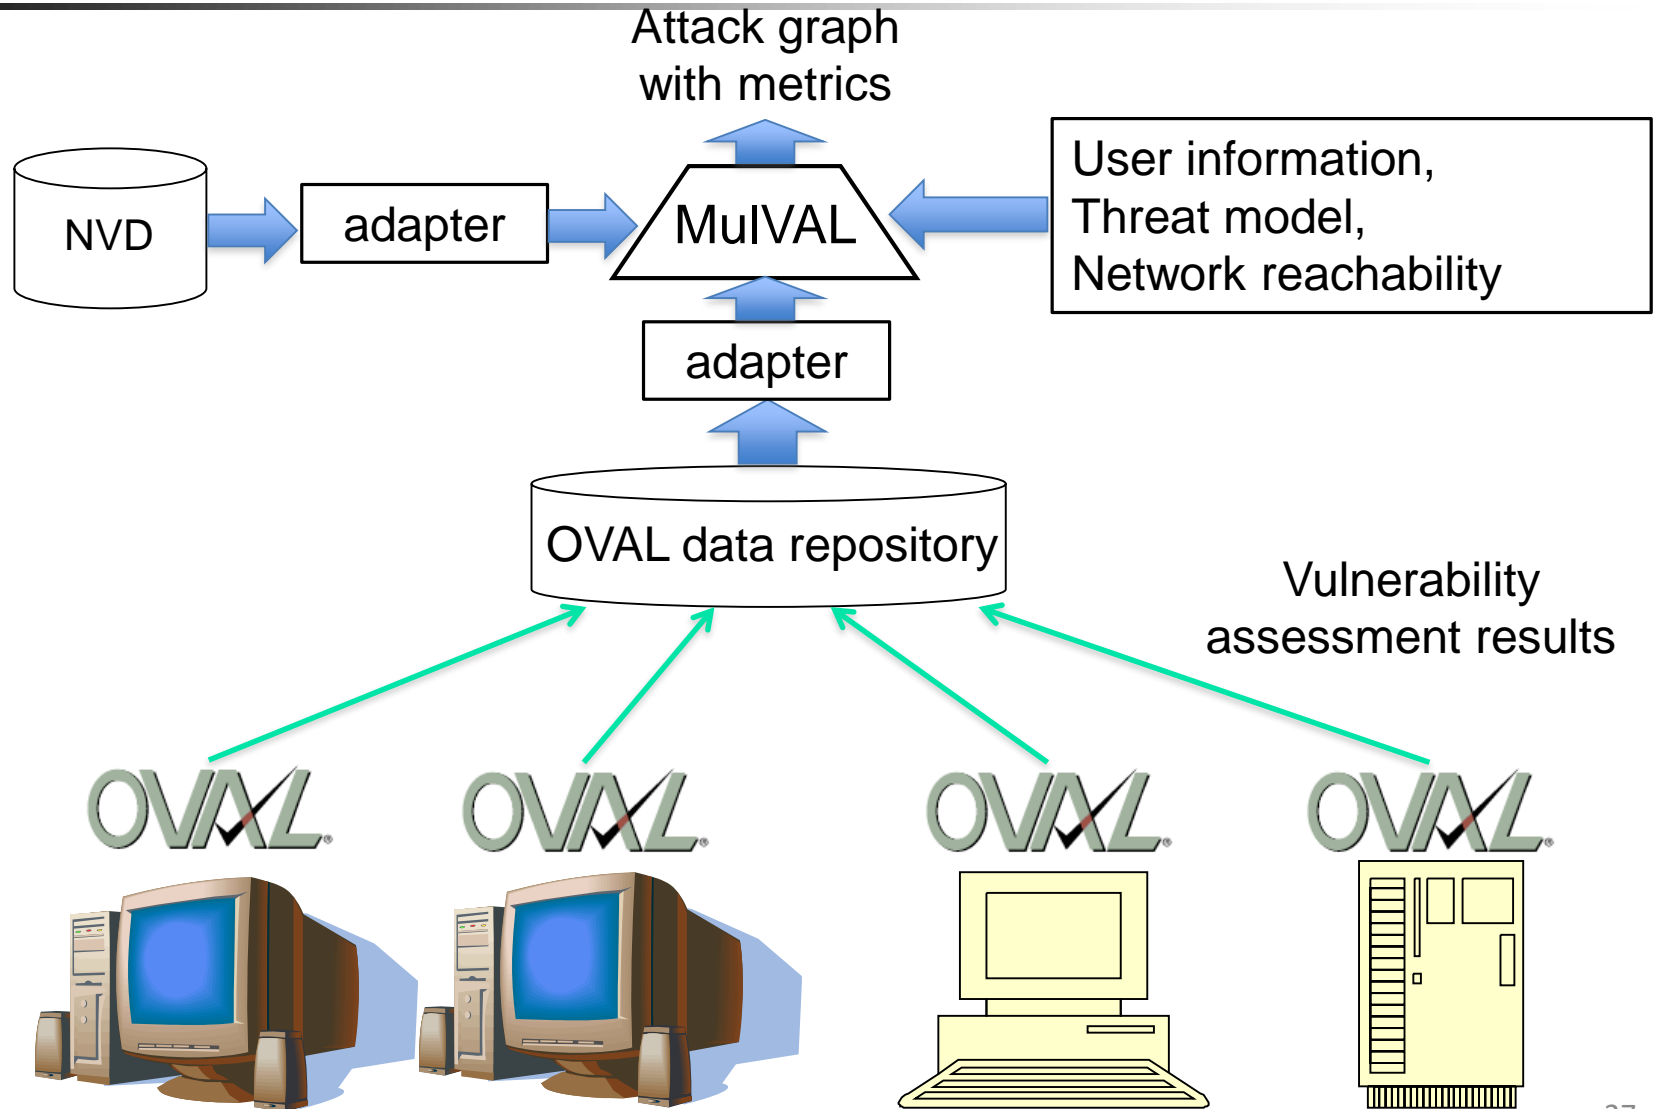 Attack graph
with metrics
NVD
adapter
MulVAL
User information,
Threat model,
Network reachability
adapter
OVAL data repository
Vulnerability
assessment results
OVAL®
OVAL®
OVAL®
OVAL®